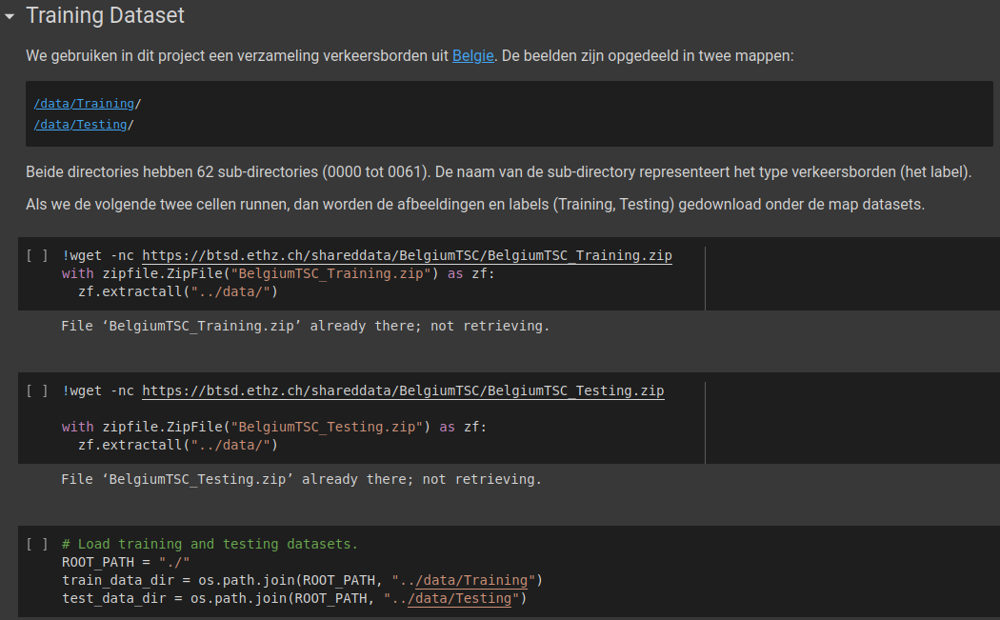 Training Dataset
We gebruiken in dit project een verzameling verkeersborden uit Belgie. De beelden zijn opgedeeld in twee mappen:
/data/Training/
/data/Testing/
Beide directories hebben 62 sub-directories (0000 tot 0061). De naam van de sub-directory representeert het type verkeersborden (het label).
Als we de volgende twee cellen runnen, dan worden de afbeeldingen en labels (Training, Testing) gedownload onder de map datasets.
[ ] !wget -nc https://btsd.ethz.ch/shareddata/BelgiumTSC/BelgiumTSC_Training.zip
with zipfile.ZipFile("BelgiumTSC_Training.zip") as zf:
  zf.extractall("../data/")
File ‘BelgiumTSC_Training.zip’ already there; not retrieving.
[ ] !wget -nc https://btsd.ethz.ch/shareddata/BelgiumTSC/BelgiumTSC_Testing.zip
with zipfile.ZipFile("BelgiumTSC_Testing.zip") as zf:
  zf.extractall("../data/")
File ‘BelgiumTSC_Testing.zip’ already there; not retrieving.
[ ] # Load training and testing datasets.
ROOT_PATH = "./"
train_data_dir = os.path.join(ROOT_PATH, "../data/Training")
test_data_dir = os.path.join(ROOT_PATH, "../data/Testing")